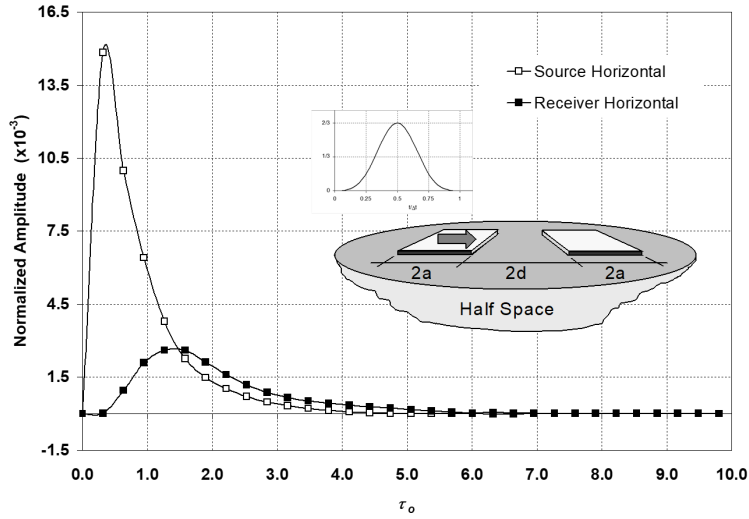 16.5
13.5
10.5
7.5
4.5
1.5
-1.5
Normalized Amplitude (x10⁻³)
Source Horizontal
Receiver Horizontal
2/3
1/3
0
0 0.25 0.5 0.75 1
t/Δt
2a 2d 2a
Half Space
0.0 1.0 2.0 3.0 4.0 5.0 6.0 7.0 8.0 9.0 10.0
τₒ